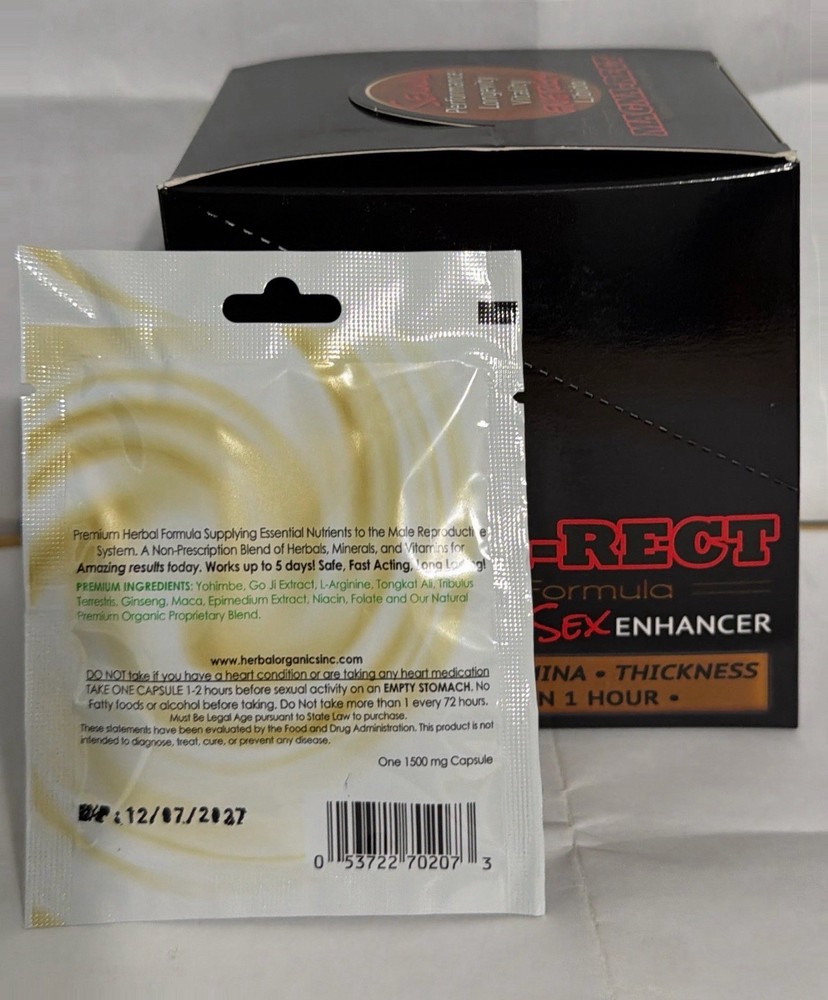 Performance
Longevity
Vitality
Libido
-RECT
Formula
SEX ENHANCER
INA • THICKNESS
N 1 HOUR •
Premium Herbal Formula Supplying Essential Nutrients to the Male Reproductive
System. A Non-Prescription Blend of Herbals, Minerals, and Vitamins for
Amazing results today. Works up to 5 days! Safe, Fast Acting, Long Lasting!
PREMIUM INGREDIENTS: Yohimbe, Go Ji Extract, L-Arginine, Tongkat Ali, Tribulus
Terrestris, Ginseng, Maca, Epimedium Extract, Niacin, Folate and Our Natural
Premium Organic Proprietary Blend.
www.herbalorganicsinc.com
DO NOT take if you have a heart condition or are taking any heart medication
TAKE ONE CAPSULE 1-2 hours before sexual activity on an EMPTY STOMACH. No
Fatty foods or alcohol before taking. Do Not take more than 1 every 72 hours.
Must Be Legal Age pursuant to State Law to purchase.
These statements have been evaluated by the Food and Drug Administration. This product is not
intended to diagnose, treat, cure, or prevent any disease.
One 1500 mg Capsule
EXP : 12/07/2027
0 53722 70207 3